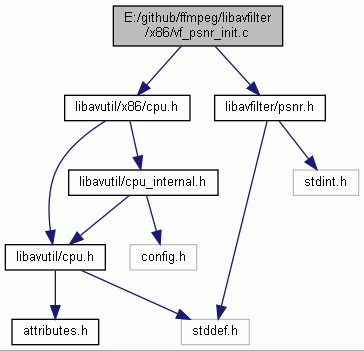 E:/github/ffmpeg/libavfilter
/x86/vf_psnr_init.c
libavutil/x86/cpu.h
libavfilter/psnr.h
libavutil/cpu_internal.h
stdint.h
libavutil/cpu.h
config.h
attributes.h
stddef.h